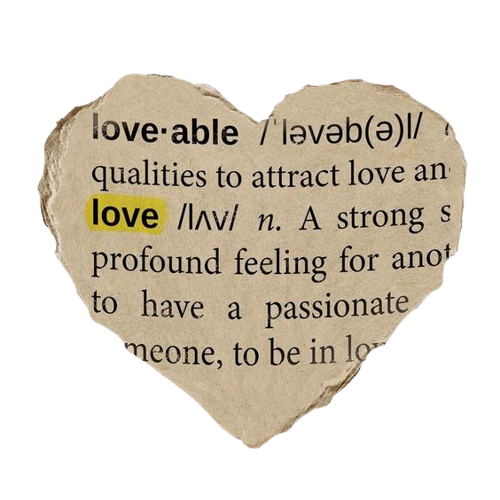 love·able /ˈləvəb(ə)l/
qualities to attract love an
love /lʌv/ n. A strong s
profound feeling for anot
to have a passionate
meone, to be in lov